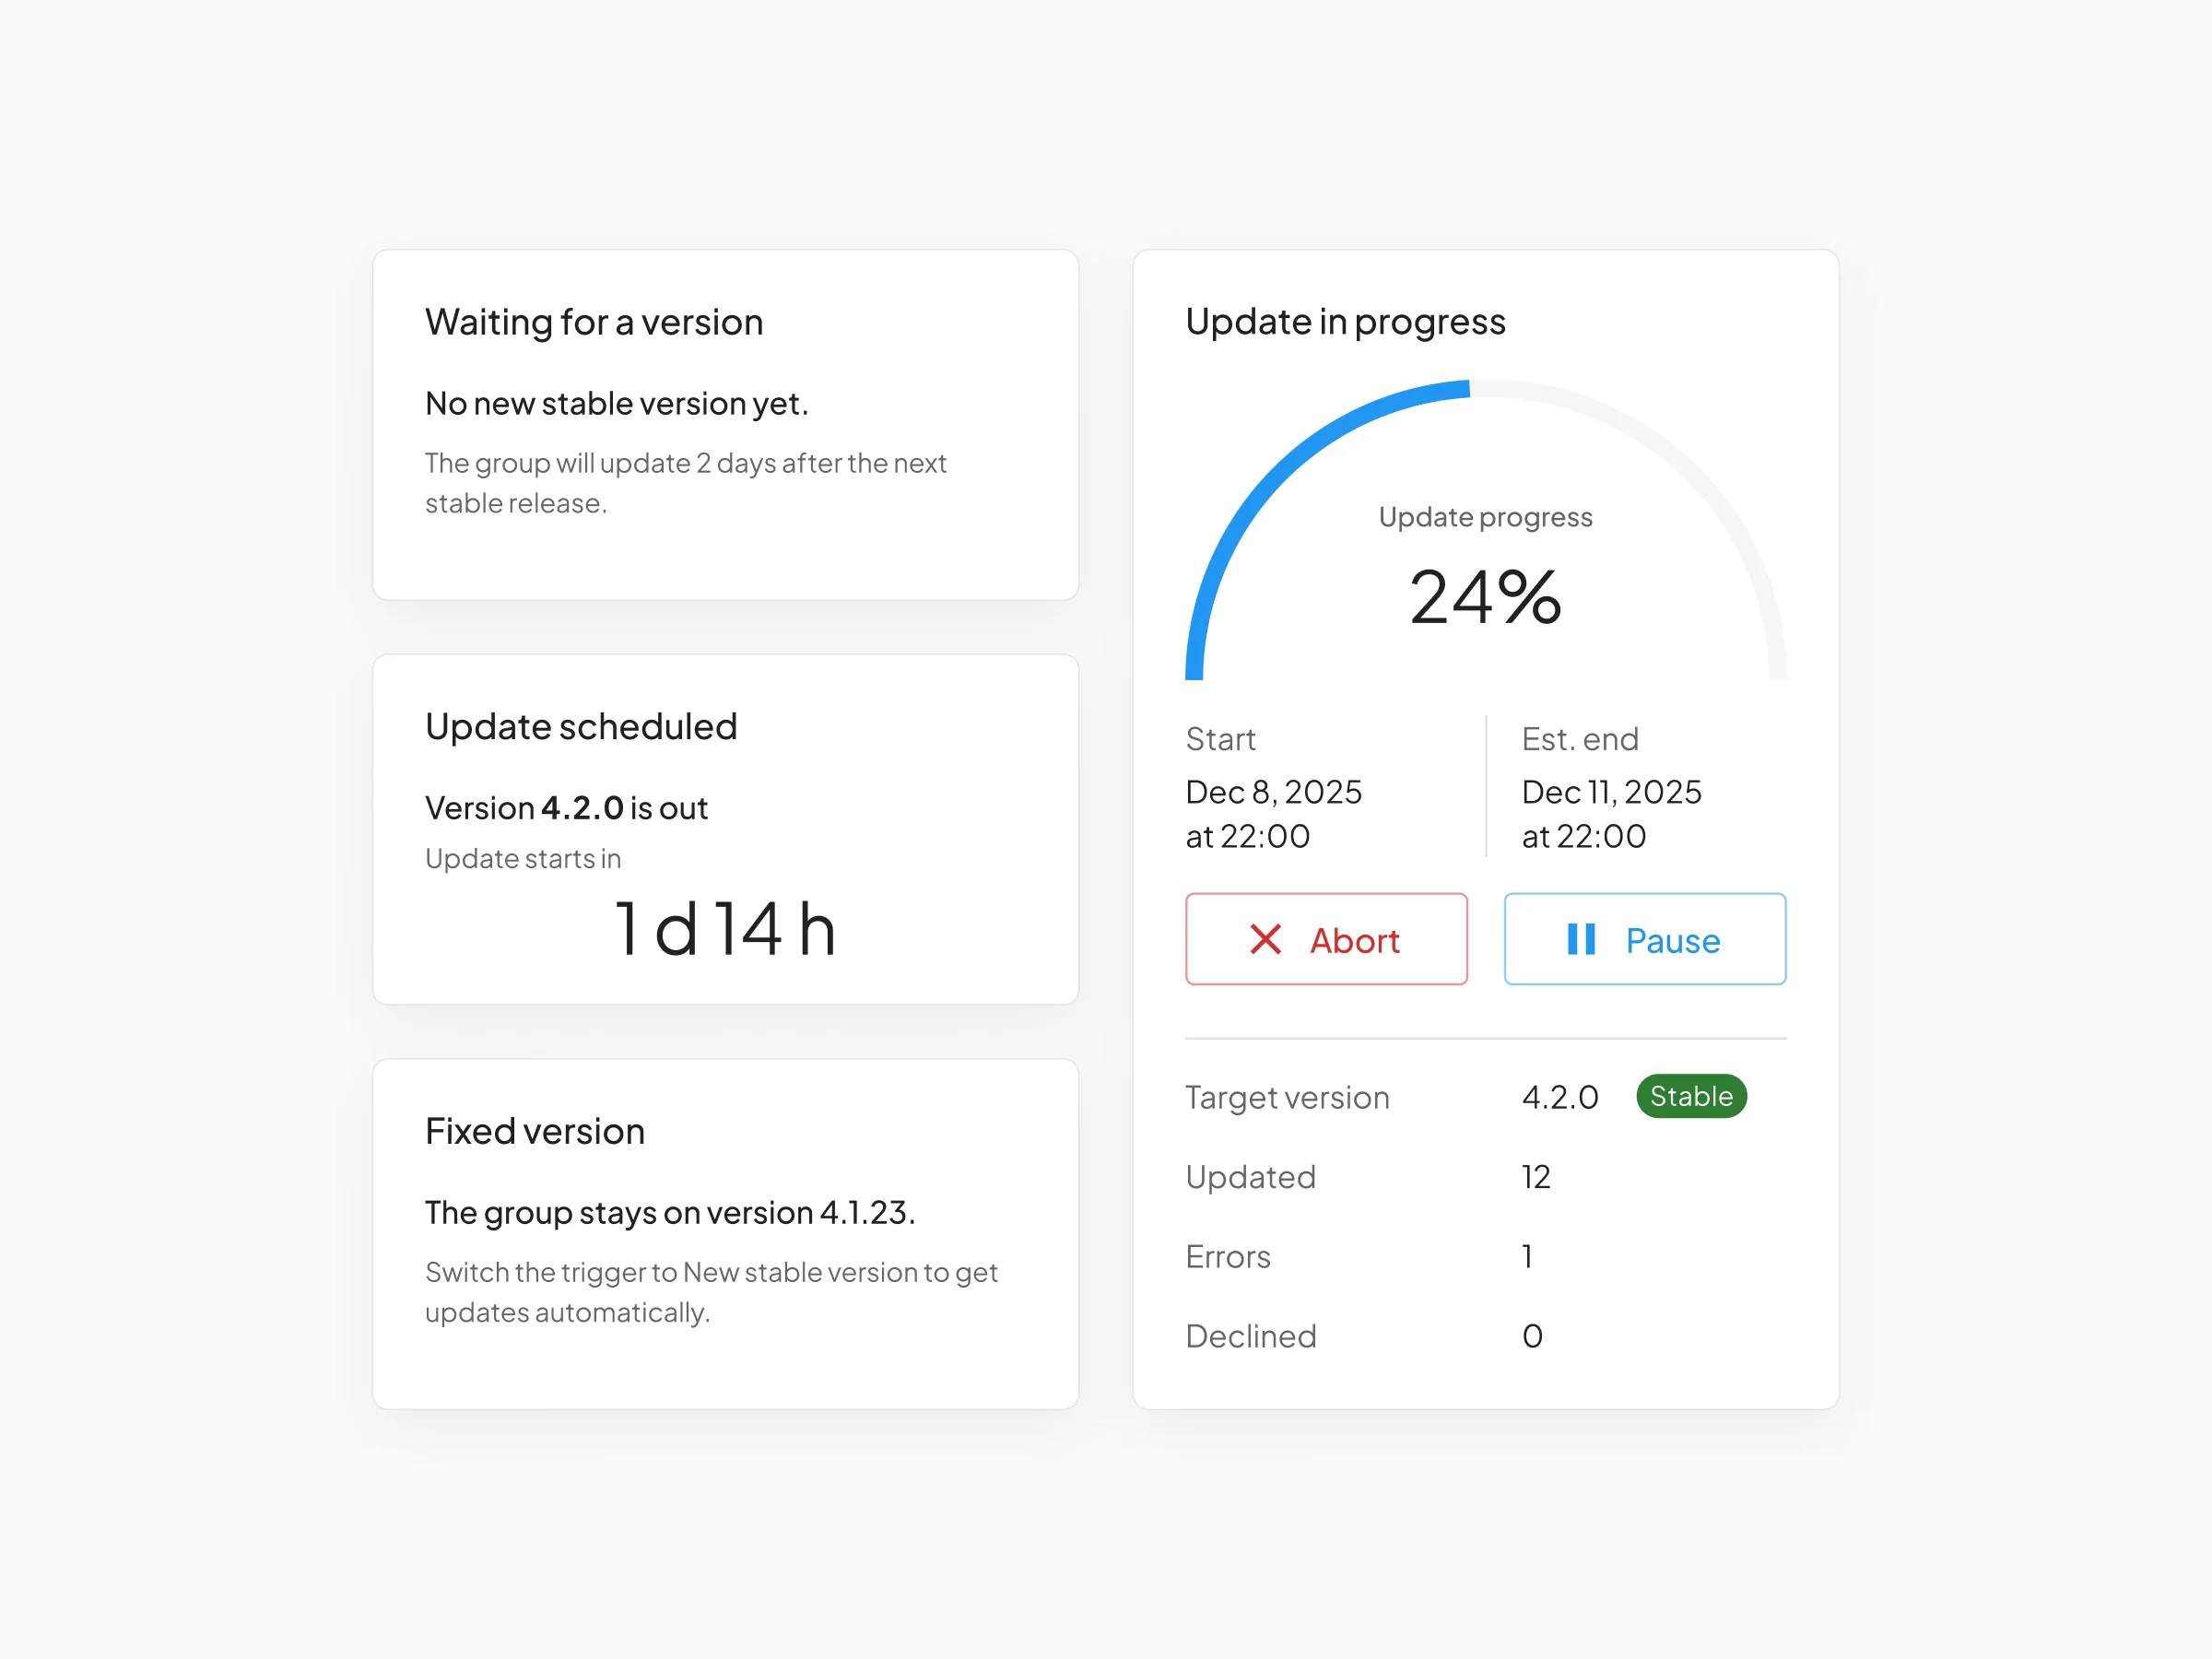 Waiting for a version
No new stable version yet.
The group will update 2 days after the next
stable release.
Update scheduled
Version 4.2.0 is out
Update starts in
1 d 14 h
Fixed version
The group stays on version 4.1.23.
Switch the trigger to New stable version to get
updates automatically.
Update in progress
Update progress
24%
Start
Dec 8, 2025
at 22:00
Est. end
Dec 11, 2025
at 22:00
Abort
Pause
Target version 4.2.0 Stable
Updated 12
Errors 1
Declined 0